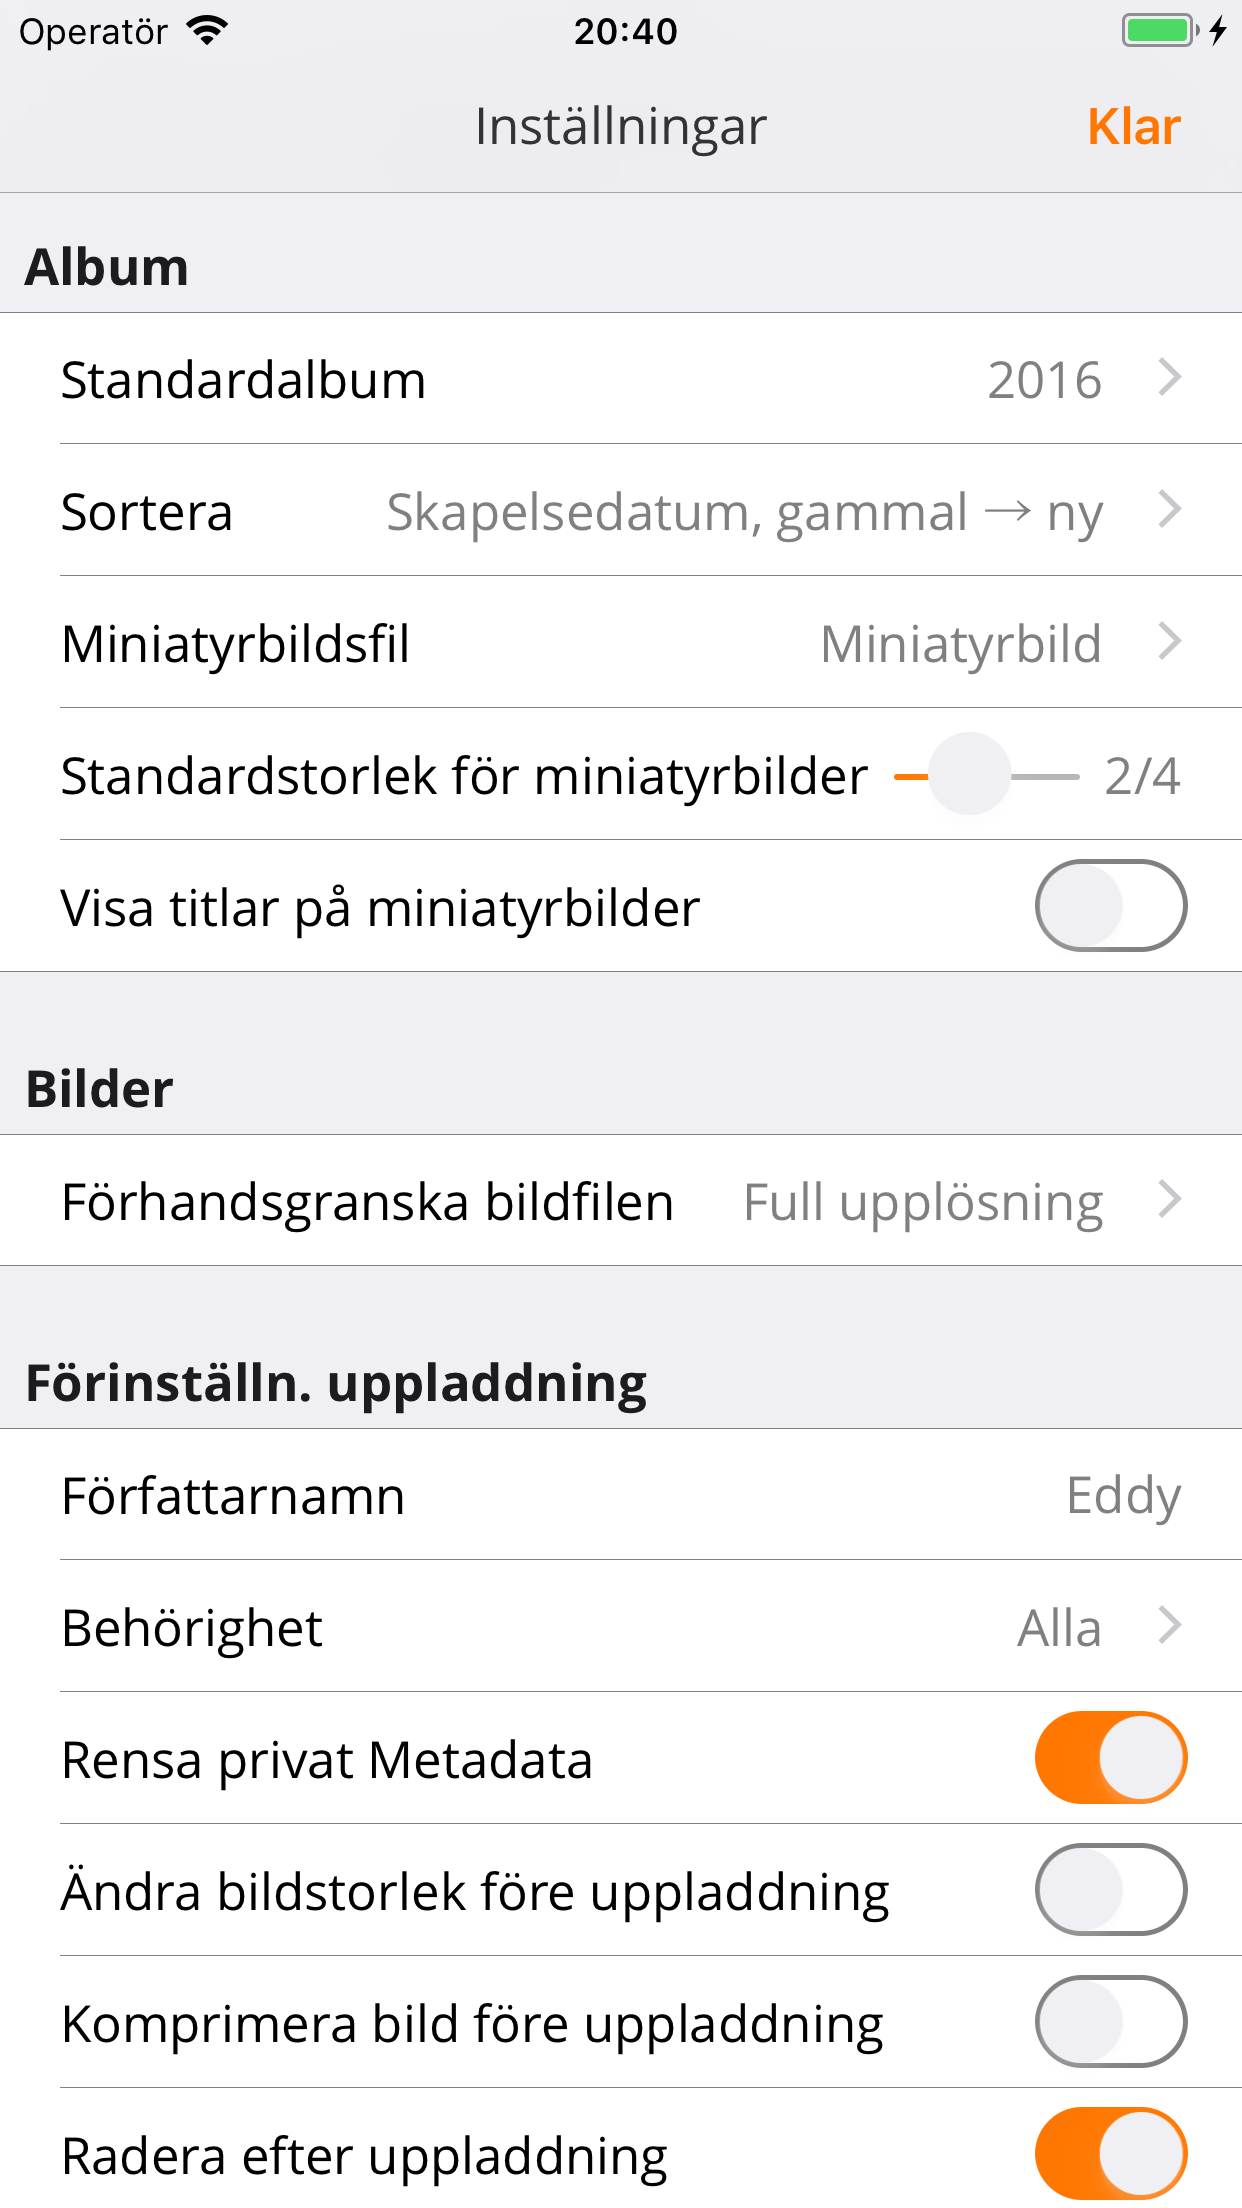 Operatör 20:40
Inställningar Klar
Album
Standardalbum 2016
Sortera Skapelsedatum, gammal → ny
Miniatyrbildsfil Miniatyrbild
Standardstorlek för miniatyrbilder 2/4
Visa titlar på miniatyrbilder
Bilder
Förhandsgranska bildfilen Full upplösning
Förinställn. uppladdning
Författarnamn Eddy
Behörighet Alla
Rensa privat Metadata
Ändra bildstorlek före uppladdning
Komprimera bild före uppladdning
Radera efter uppladdning